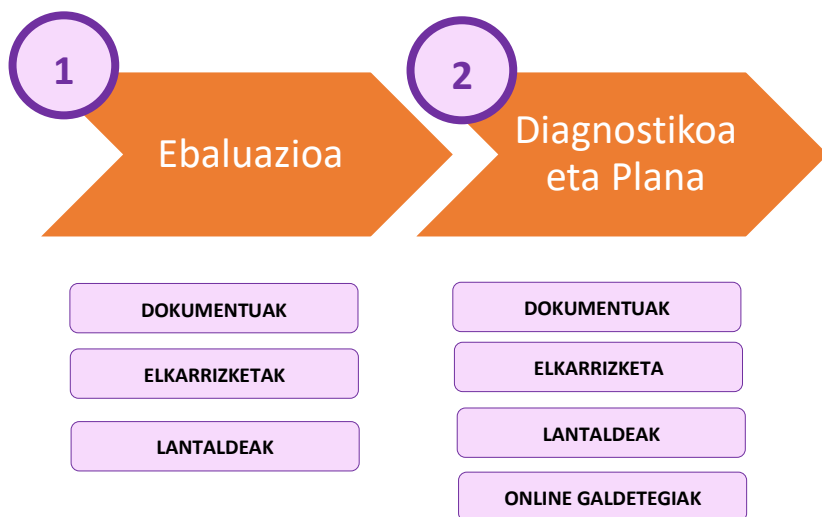 1
Ebaluazioa
2
Diagnostikoa
eta Plana
DOKUMENTUAK
ELKARRIZKETAK
LANTALDEAK
DOKUMENTUAK
ELKARRIZKETA
LANTALDEAK
ONLINE GALDETEGIAK